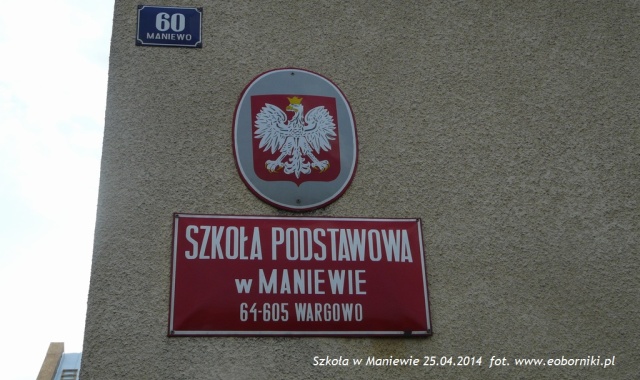 60
MANIEWO
SZKOŁA PODSTAWOWA
w MANIEWIE
64-605 WARGOWO
Szkoła w Maniewie 25.04.2014 fot. www.eoborniki.pl